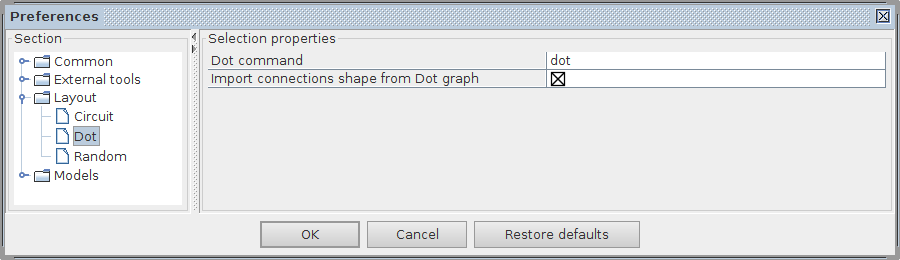 Preferences
Section
Common
External tools
Layout
Circuit
Dot
Random
Models
Selection properties
Dot command dot
Import connections shape from Dot graph
OK Cancel Restore defaults